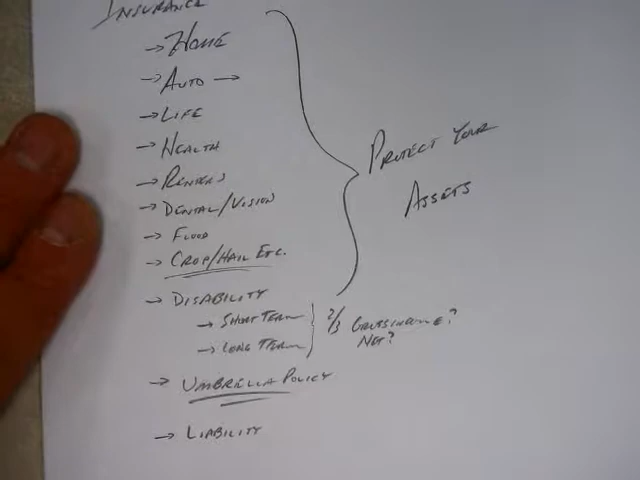 INSURANCE
→ HOME
→ AUTO →
→ LIFE
→ HEALTH
→ RENTERS
→ DENTAL/VISION
→ FLOOD
→ CROP/HAIL ETC.
PROTECT YOUR
ASSETS
→ DISABILITY
→ SHORT TERM
→ LONG TERM
2/3 GROSS INCOME?
NET?
→ UMBRELLA POLICY
→ LIABILITY